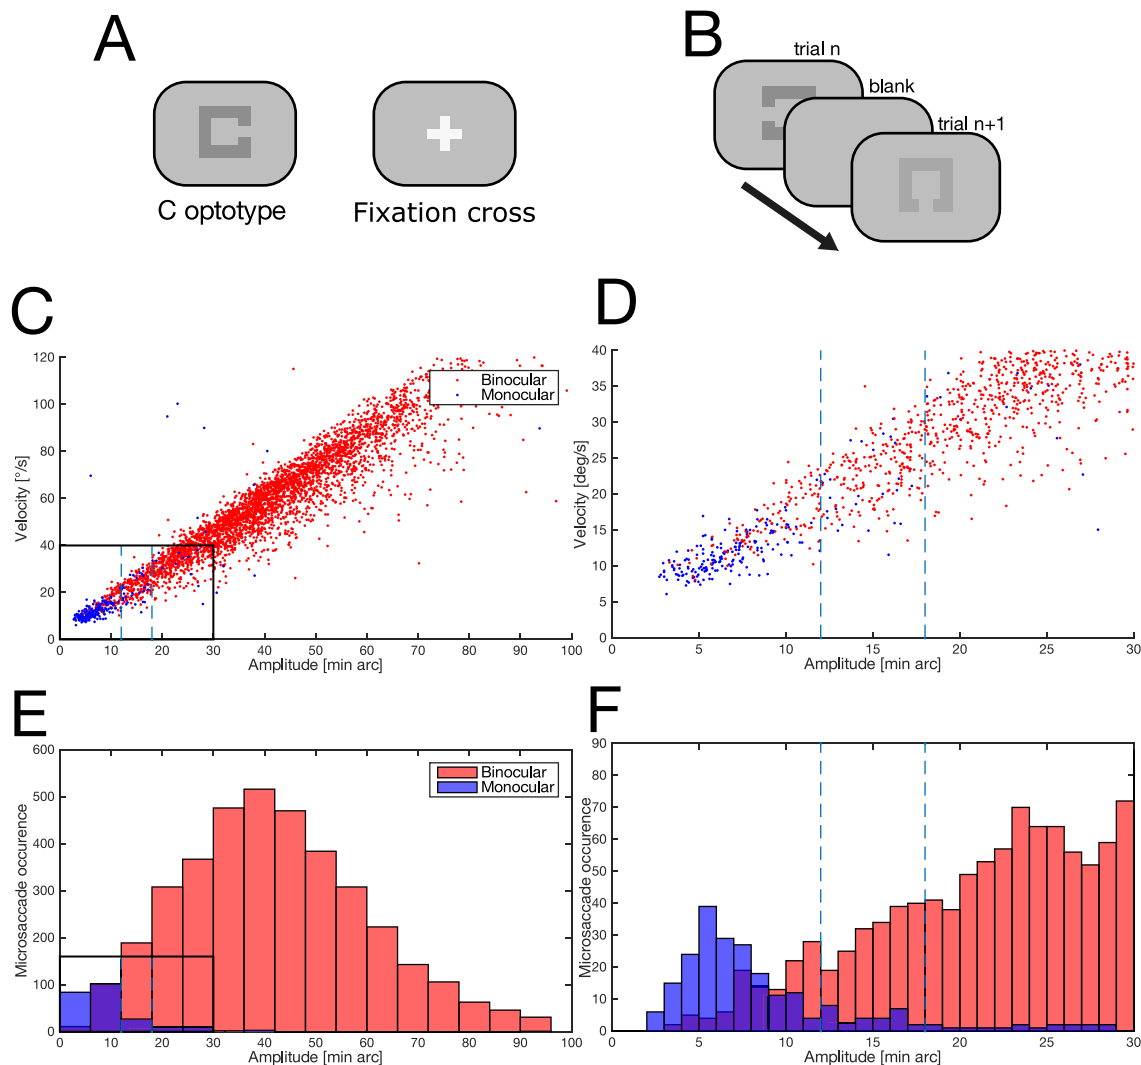 A
B
trial n
blank
trial n+1
C optotype
Fixation cross
C
120
100
80
60
40
20
0
Velocity [°/s]
Binocular
Monocular
0 10 20 30 40 50 60 70 80 90 100
Amplitude [min arc]
D
40
35
30
25
20
15
10
5
0
Velocity [deg/s]
0 5 10 15 20 25 30
Amplitude [min arc]
E
600
500
400
300
200
100
0
Microsaccade occurence
Binocular
Monocular
0 10 20 30 40 50 60 70 80 90 100
Amplitude [min arc]
F
90
80
70
60
50
40
30
20
10
0
Microsaccade occurence
0 5 10 15 20 25 30
Amplitude [min arc]